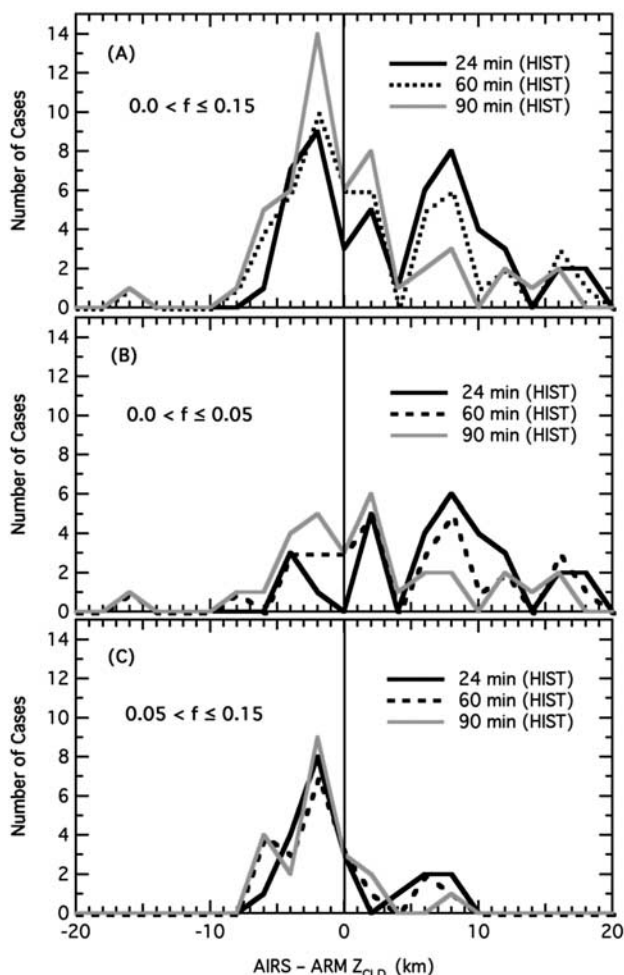 14
12
10
8
6
4
2
0
Number of Cases
(A)
0.0 < f ≤ 0.15
24 min (HIST)
60 min (HIST)
90 min (HIST)
14
12
10
8
6
4
2
0
Number of Cases
(B)
0.0 < f ≤ 0.05
24 min (HIST)
60 min (HIST)
90 min (HIST)
14
12
10
8
6
4
2
0
Number of Cases
(C)
0.05 < f ≤ 0.15
24 min (HIST)
60 min (HIST)
90 min (HIST)
-20 -10 0 10 20
AIRS – ARM Z_CLD (km)